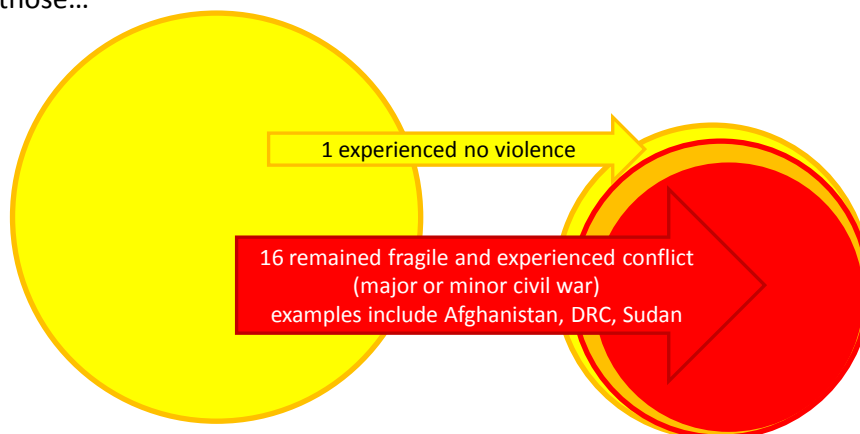 those...
1 experienced no violence
16 remained fragile and experienced conflict
(major or minor civil war)
examples include Afghanistan, DRC, Sudan